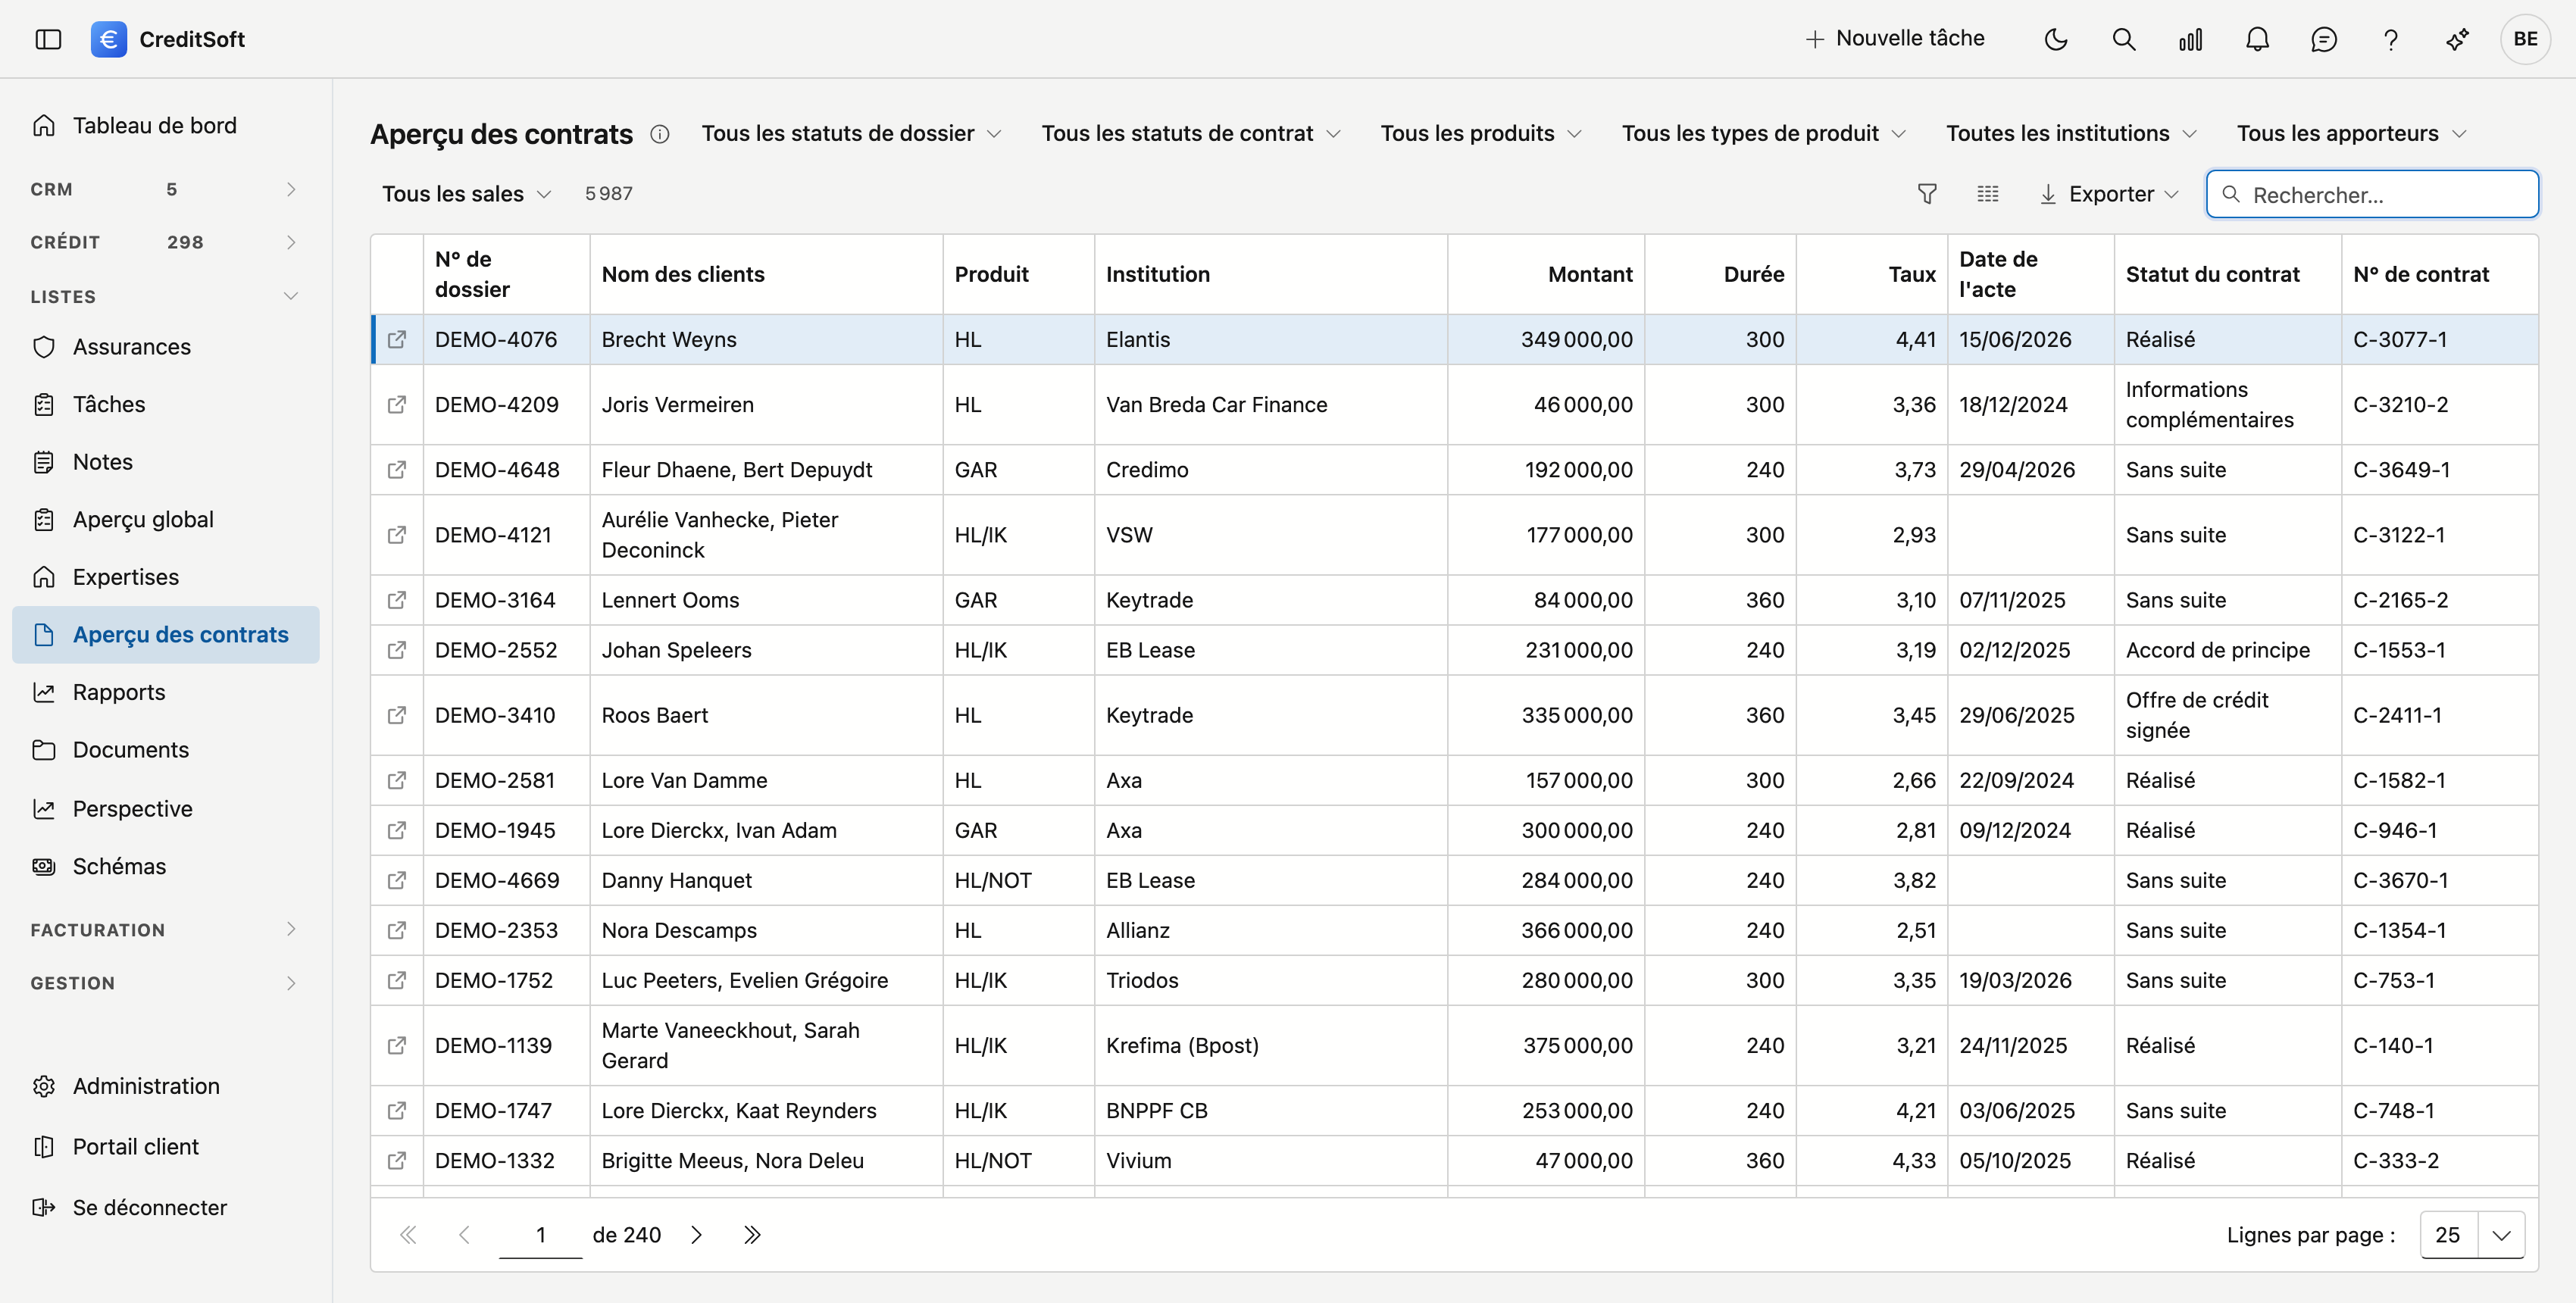 CreditSoft
Nouvelle tâche
BE
Tableau de bord
CRM 5
CRÉDIT 298
LISTES
Assurances
Tâches
Notes
Aperçu global
Expertises
Aperçu des contrats
Rapports
Documents
Perspective
Schémas
FACTURATION
GESTION
Administration
Portail client
Se déconnecter
Aperçu des contrats Tous les statuts de dossier Tous les statuts de contrat Tous les produits Tous les types de produit Toutes les institutions Tous les apporteurs
Tous les sales 5 987 Exporter Rechercher...
N° de dossier Nom des clients Produit Institution Montant Durée Taux Date de l'acte Statut du contrat N° de contrat
DEMO-4076 Brecht Weyns HL Elantis 349 000,00 300 4,41 15/06/2026 Réalisé C-3077-1
DEMO-4209 Joris Vermeiren HL Van Breda Car Finance 46 000,00 300 3,36 18/12/2024 Informations complémentaires C-3210-2
DEMO-4648 Fleur Dhaene, Bert Depuydt GAR Credimo 192 000,00 240 3,73 29/04/2026 Sans suite C-3649-1
DEMO-4121 Aurélie Vanhecke, Pieter Deconinck HL/IK VSW 177 000,00 300 2,93 Sans suite C-3122-1
DEMO-3164 Lennert Ooms GAR Keytrade 84 000,00 360 3,10 07/11/2025 Sans suite C-2165-2
DEMO-2552 Johan Speleers HL/IK EB Lease 231 000,00 240 3,19 02/12/2025 Accord de principe C-1553-1
DEMO-3410 Roos Baert HL Keytrade 335 000,00 360 3,45 29/06/2025 Offre de crédit signée C-2411-1
DEMO-2581 Lore Van Damme HL Axa 157 000,00 300 2,66 22/09/2024 Réalisé C-1582-1
DEMO-1945 Lore Dierckx, Ivan Adam GAR Axa 300 000,00 240 2,81 09/12/2024 Réalisé C-946-1
DEMO-4669 Danny Hanquet HL/NOT EB Lease 284 000,00 240 3,82 Sans suite C-3670-1
DEMO-2353 Nora Descamps HL Allianz 366 000,00 240 2,51 Sans suite C-1354-1
DEMO-1752 Luc Peeters, Evelien Grégoire HL/IK Triodos 280 000,00 300 3,35 19/03/2026 Sans suite C-753-1
DEMO-1139 Marte Vaneeckhout, Sarah Gerard HL/IK Krefima (Bpost) 375 000,00 240 3,21 24/11/2025 Réalisé C-140-1
DEMO-1747 Lore Dierckx, Kaat Reynders HL/IK BNPPF CB 253 000,00 240 4,21 03/06/2025 Sans suite C-748-1
DEMO-1332 Brigitte Meeus, Nora Deleu HL/NOT Vivium 47 000,00 360 4,33 05/10/2025 Réalisé C-333-2
1 de 240 Lignes par page : 25